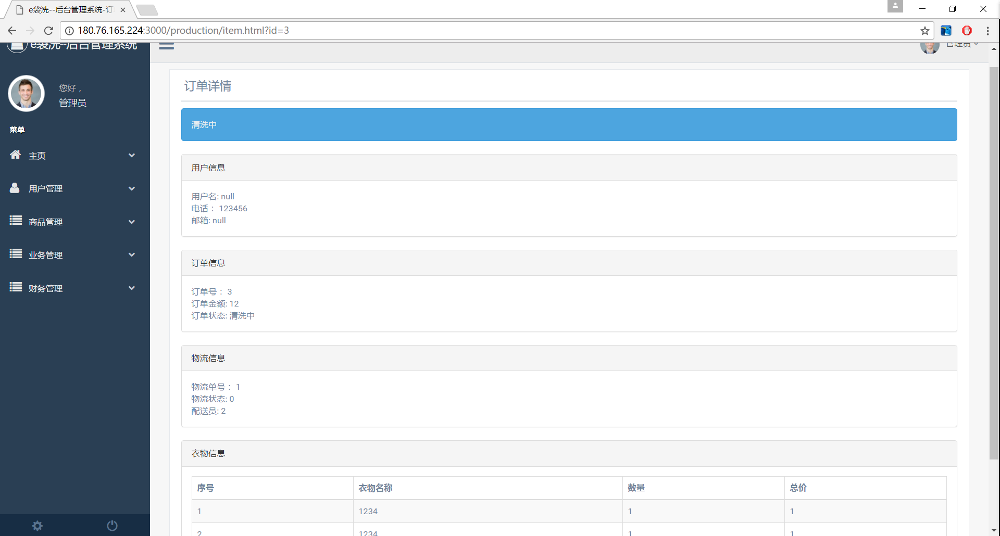 e袋洗--后台管理系统-订
180.76.165.224:3000/production/item.html?id=3
e袋洗--后台管理系统
管理员
您好，
管理员
菜单
主页
用户管理
商品管理
业务管理
财务管理
订单详情
清洗中
用户信息
用户名: null
电话： 123456
邮箱: null
订单信息
订单号： 3
订单金额: 12
订单状态: 清洗中
物流信息
物流单号： 1
物流状态: 0
配送员: 2
衣物信息
序号 衣物名称 数量 总价
1 1234 1 1
2 1234 1 1